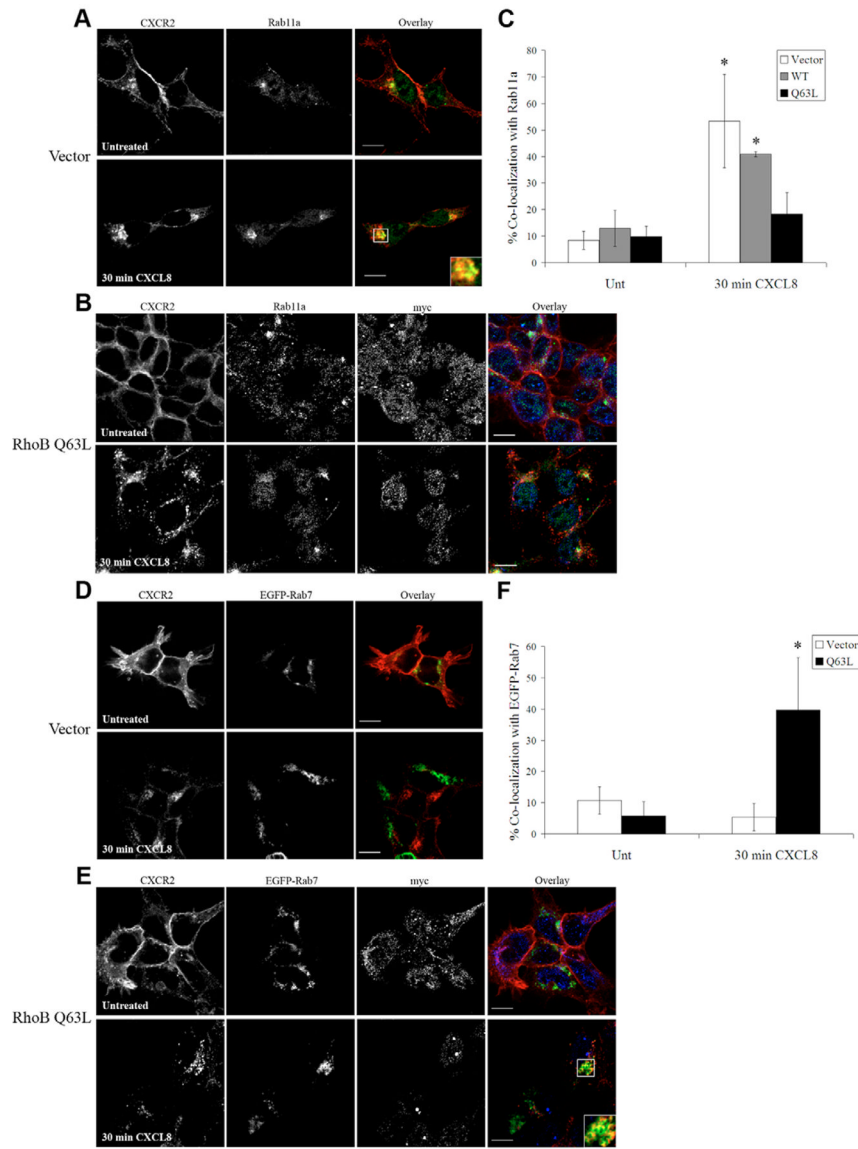 A
CXCR2 Rab11a Overlay
Vector
Untreated
30 min CXCL8
B
CXCR2 Rab11a myc Overlay
RhoB Q63L
Untreated
30 min CXCL8
C
% Co-localization with Rab11a
80
70
60
50
40
30
20
10
0
* *
Vector
WT
Q63L
Unt 30 min CXCL8
D
CXCR2 EGFP-Rab7 Overlay
Vector
Untreated
30 min CXCL8
F
% Co-localization with EGFP-Rab7
60
50
40
30
20
10
0
*
Vector
Q63L
Unt 30 min CXCL8
E
CXCR2 EGFP-Rab7 myc Overlay
RhoB Q63L
Untreated
30 min CXCL8